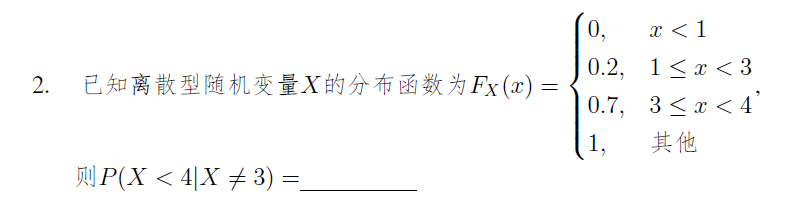 2. 已知离散型随机变量X的分布函数为F_X(x) = { 0, x < 1
0.2, 1 ≤ x < 3
0.7, 3 ≤ x < 4 ,
1, 其他
则P(X < 4|X ≠ 3) =________